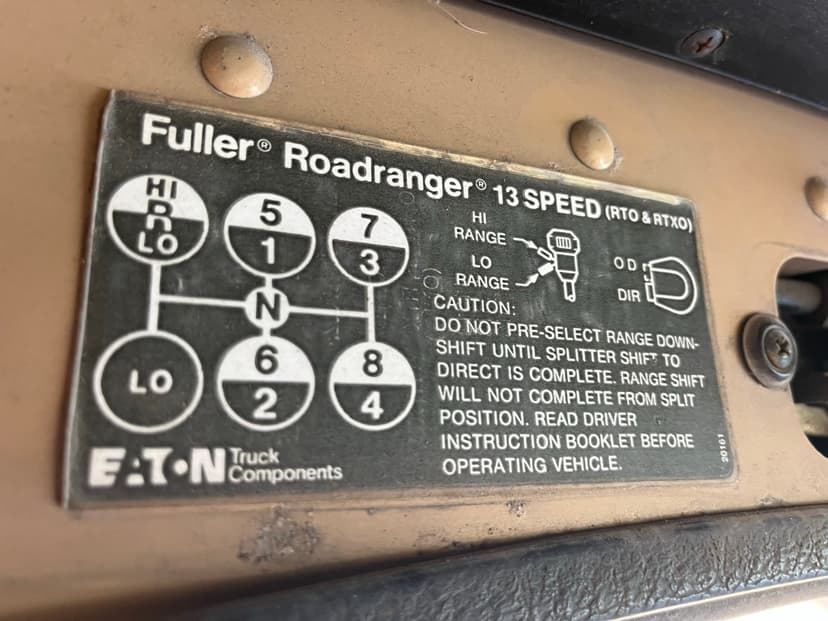 Fuller® Roadranger® 13 SPEED (RTO & RTXO)
HI
R
LO
5
1
7
3
N
LO
6
2
8
4
HI
RANGE
LO
RANGE
O D
DIR
CAUTION:
DO NOT PRE-SELECT RANGE DOWN-
SHIFT UNTIL SPLITTER SHIFT TO
DIRECT IS COMPLETE. RANGE SHIFT
WILL NOT COMPLETE FROM SPLIT
POSITION. READ DRIVER
INSTRUCTION BOOKLET BEFORE
OPERATING VEHICLE.
20161
EATON Truck
Components